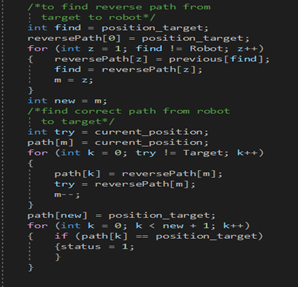 /*to find reverse path from
target to robot*/
int find = position_target;
reversePath[0] = position_target;
for (int z = 1; find != Robot; z++)
{ reversePath[z] = previous[find];
find = reversePath[z];
m = z;
}
int new = m;
/*find correct path from robot
to target*/
int try = current_position;
path[m] = current_position;
for (int k = 0; try != Target; k++)
{
path[k] = reversePath[m];
try = reversePath[m];
m--;
}
path[new] = position_target;
for (int k = 0; k < new + 1; k++)
{ if (path[k] == position_target)
{status = 1;
}
}